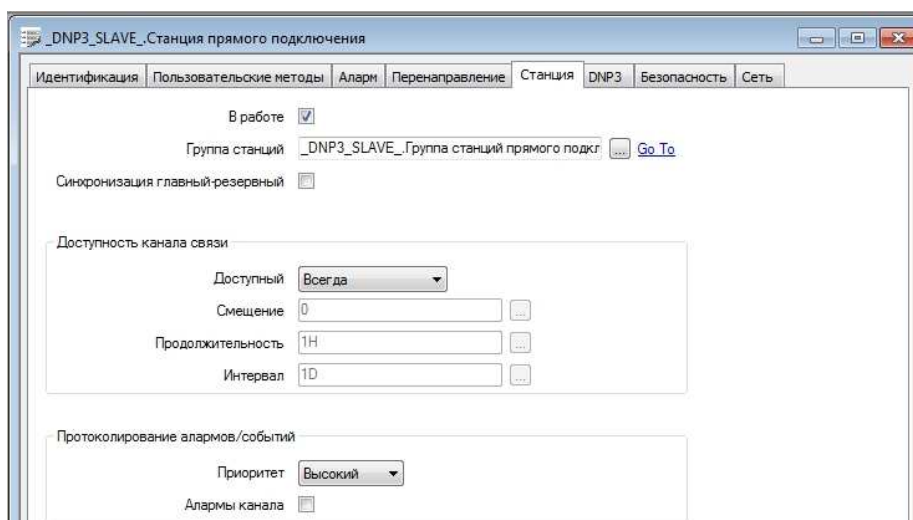 _DNP3_SLAVE_.Станция прямого подключения
Идентификация Пользовательские методы Аларм Перенаправление Станция DNP3 Безопасность Сеть
В работе
Группа станций _DNP3_SLAVE_.Группа станций прямого подкл ... Go To
Синхронизация главный-резервный
Доступность канала связи
Доступный Всегда
Смещение 0 ...
Продолжительность 1H ...
Интервал 1D ...
Протоколирование алармов/событий
Приоритет Высокий
Алармы канала